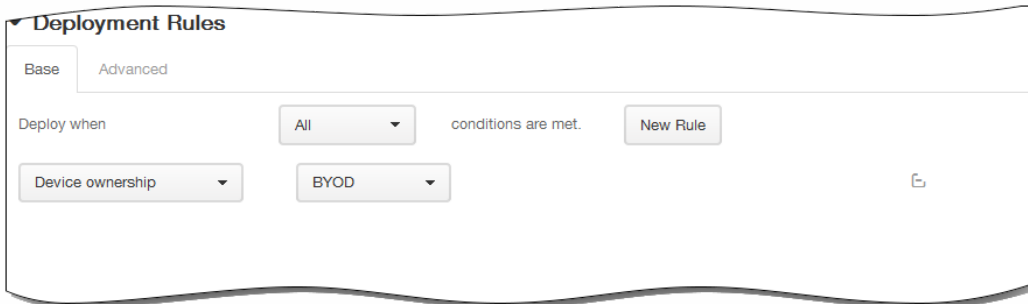 Deployment Rules
Base Advanced
Deploy when All conditions are met. New Rule
Device ownership BYOD